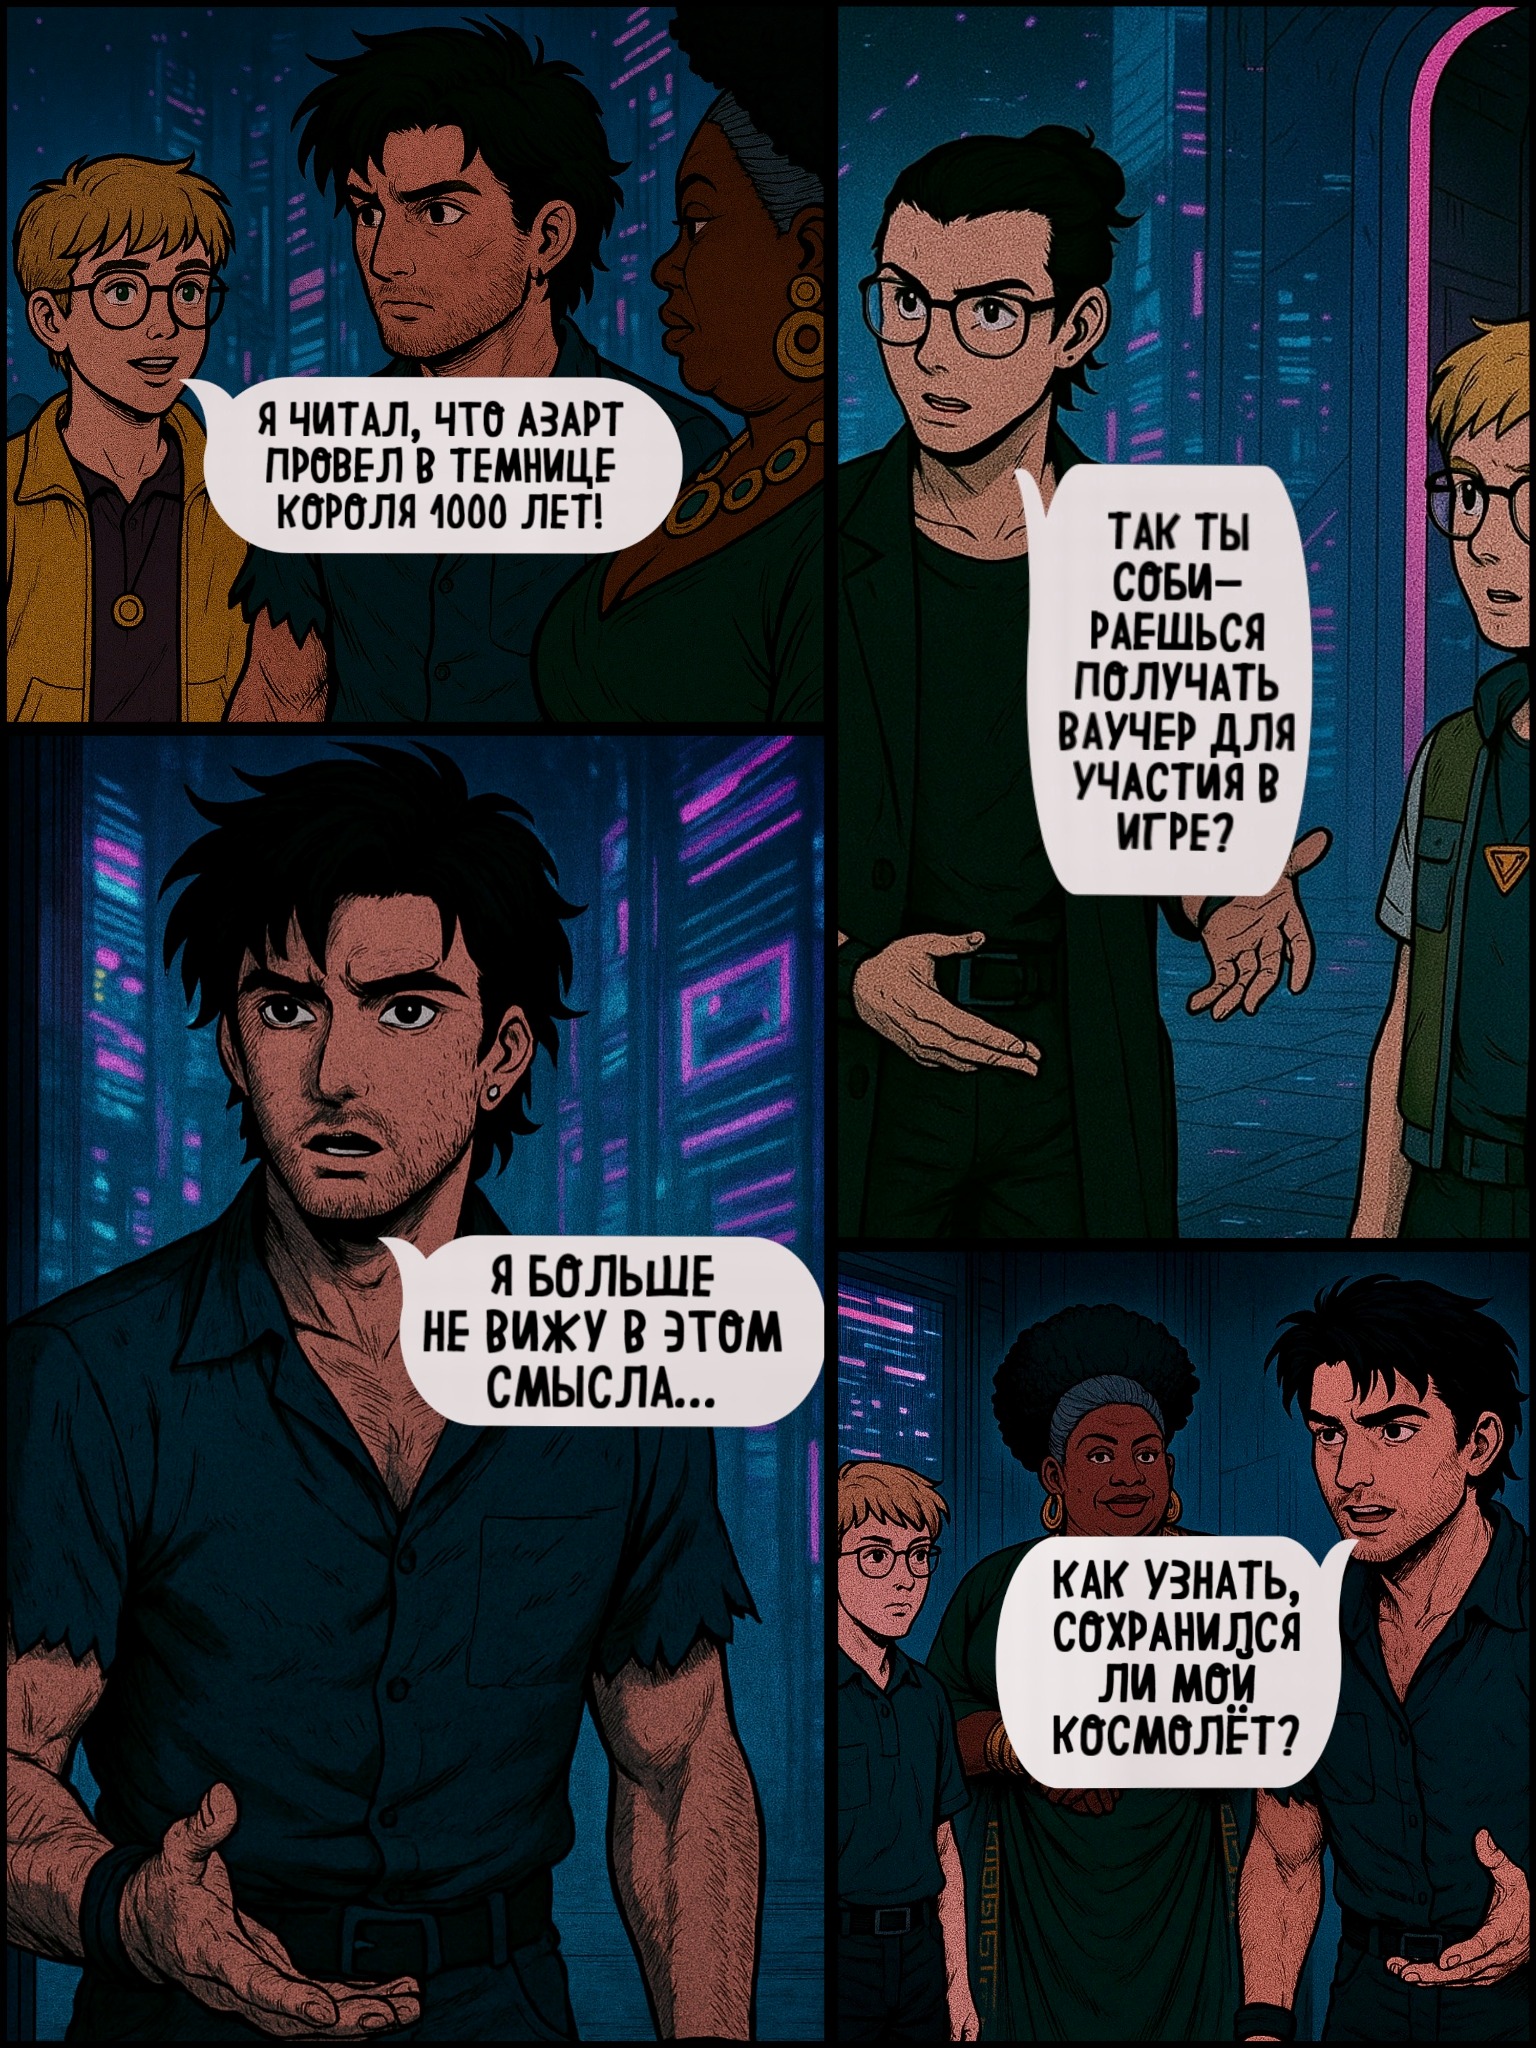 Я ЧИТАЛ, ЧТО АЗАРТ
ПРОВЕЛ В ТЕМНИЦЕ
КОРОЛЯ 1000 ЛЕТ!
ТАК ТЫ
СОБИ-
РАЕШЬСЯ
ПОЛУЧАТЬ
ВАУЧЕР ДЛЯ
УЧАСТИЯ В
ИГРЕ?
Я БОЛЬШЕ
НЕ ВИЖУ В ЭТОМ
СМЫСЛА...
КАК УЗНАТЬ,
СОХРАНИЛСЯ
ЛИ МОЙ
КОСМОЛЁТ?